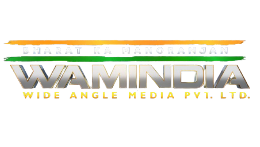 BHARAT KA MANORANJAN
WAMINDIA
WIDE ANGLE MEDIA PVT. LTD.